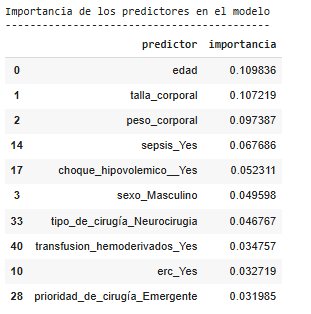 Importancia de los predictores en el modelo
-------------------------------------------
predictor importancia
0 edad 0.109836
1 talla_corporal 0.107219
2 peso_corporal 0.097387
14 sepsis_Yes 0.067686
17 choque_hipovolemico__Yes 0.052311
3 sexo_Masculino 0.049598
33 tipo_de_cirugía_Neurocirugia 0.046767
40 transfusion_hemoderivados_Yes 0.034757
10 erc_Yes 0.032719
28 prioridad_de_cirugía_Emergente 0.031985